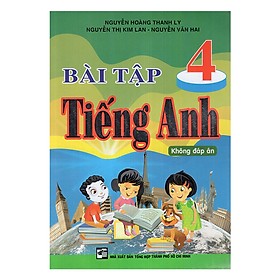 NGUYỄN HOÀNG THANH LY
NGUYỄN THỊ KIM LAN - NGUYỄN VĂN HAI
BÀI TẬP
4
Tiếng Anh
Không đáp án
NHÀ XUẤT BẢN TỔNG HỢP THÀNH PHỐ HỒ CHÍ MINH